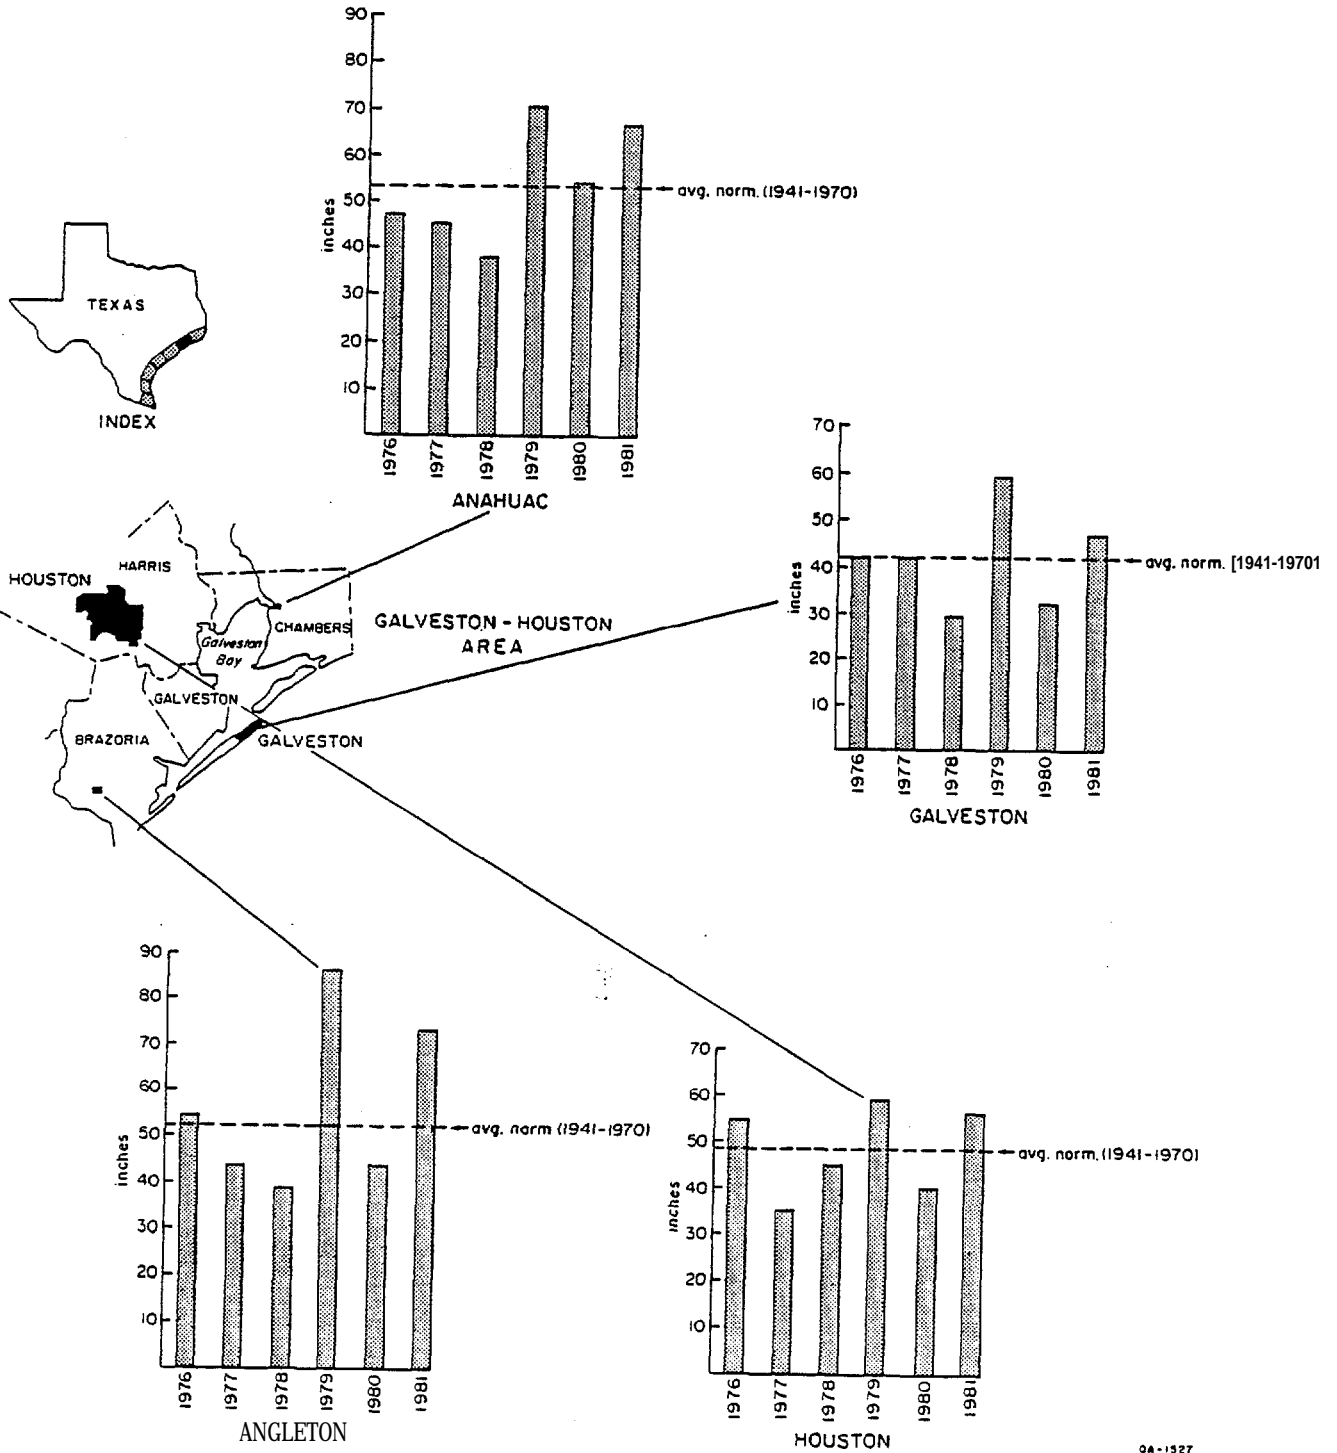 90
80
70
60
50
40
30
20
10
inches
avg. norm. (1941-1970)
1976
1977
1978
1979
1980
1981
ANAHUAC
TEXAS
INDEX
70
60
50
40
30
20
10
inches
avg. norm. [1941-1970]
1976
1977
1978
1979
1980
1981
GALVESTON
HOUSTON
HARRIS
CHAMBERS
Galveston
Bay
GALVESTON - HOUSTON
AREA
GALVESTON
BRAZORIA
GALVESTON
90
80
70
60
50
40
30
20
10
inches
avg. norm (1941-1970)
1976
1977
1978
1979
1980
1981
ANGLETON
70
60
50
40
30
20
10
inches
avg. norm. (1941-1970)
1976
1977
1978
1979
1980
1981
HOUSTON
QA-1527